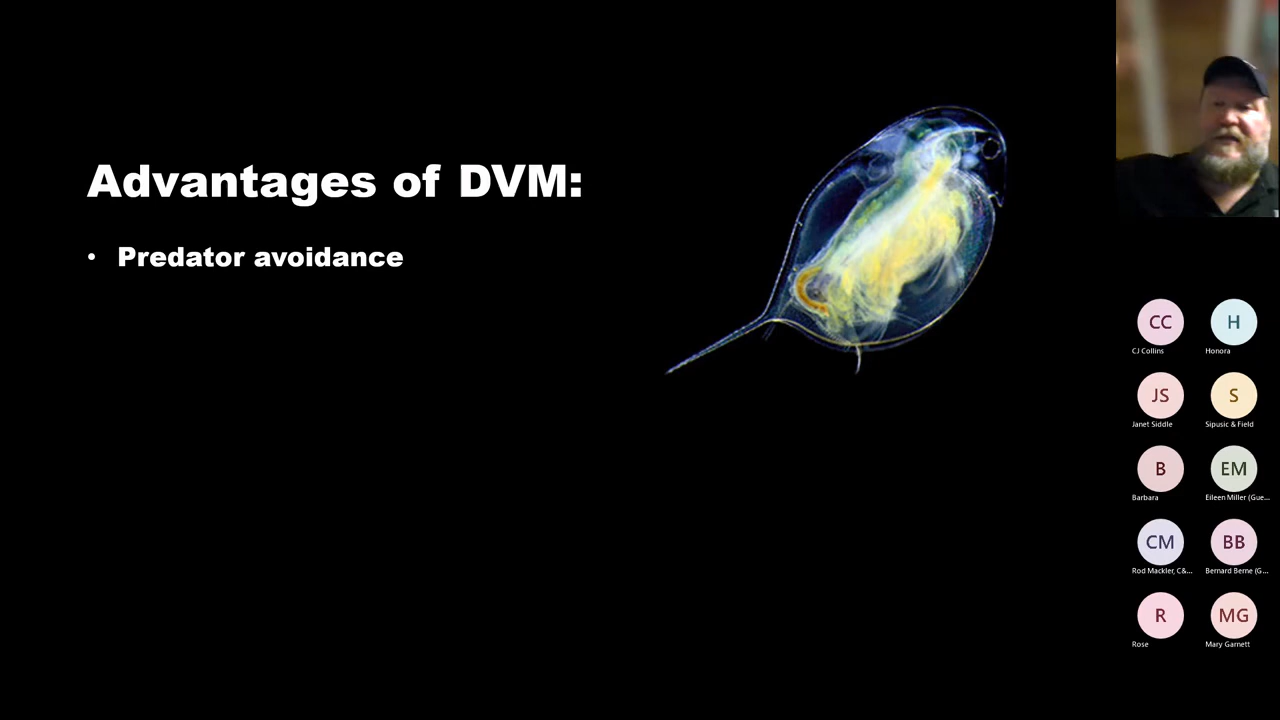 Advantages of DVM:
• Predator avoidance
CC
H
CJ Collins
Honora
JS
S
Janet Siddle
Sipusic & Field
B
EM
Barbara
Eileen Miller (Gue...
CM
BB
Rod Mackler, C&...
Bernard Berne (G...
R
MG
Rose
Mary Garnett